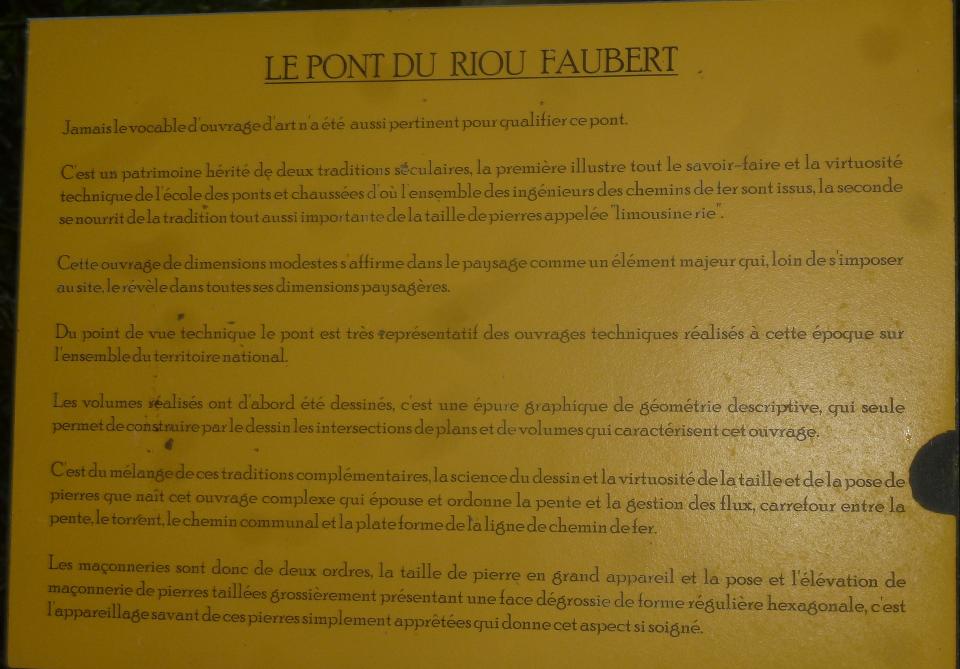 LE PONT DU RIOU FAUBERT
Jamais le vocable d'ouvrage d'art n'a été aussi pertinent pour qualifier ce pont.
C'est un patrimoine hérité de deux traditions séculaires, la première illustre tout le savoir-faire et la virtuosité
technique de l'école des ponts et chaussées d'où l'ensemble des ingénieurs des chemins de fer sont issus, la seconde
se nourrit de la tradition tout aussi importante de la taille de pierres appelée "limousinerie".
Cette ouvrage de dimensions modestes s'affirme dans le paysage comme un élément majeur qui, loin de s'imposer
au site, le révèle dans toutes ses dimensions paysagères.
Du point de vue technique le pont est très représentatif des ouvrages techniques réalisés à cette époque sur
l'ensemble du territoire national.
Les volumes réalisés ont d'abord été dessinés, c'est une épure graphique de géométrie descriptive, qui seule
permet de construire par le dessin les intersections de plans et de volumes qui caractérisent cet ouvrage.
C'est du mélange de ces traditions complémentaires, la science du dessin et la virtuosité de la taille et de la pose de
pierres que naît cet ouvrage complexe qui épouse et ordonne la pente et la gestion des flux, carrefour entre la
pente, le torrent, le chemin communal et la plate forme de la ligne de chemin de fer.
Les maçonneries sont donc de deux ordres, la taille de pierre en grand appareil et la pose et l'élévation de
maçonnerie de pierres taillées grossièrement présentant une face dégrossie de forme régulière hexagonale, c'est
l'appareillage savant de ces pierres simplement apprêtées qui donne cet aspect si soigné.